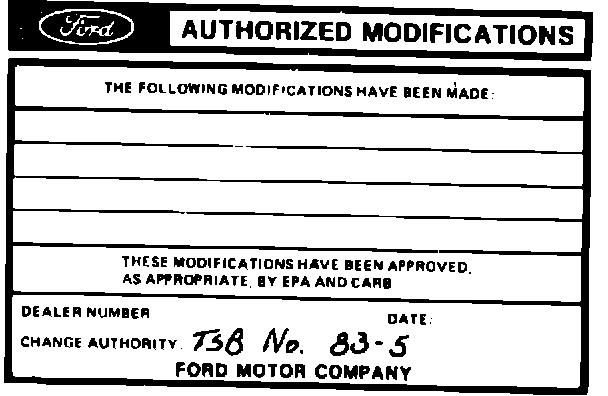 Ford AUTHORIZED MODIFICATIONS
THE FOLLOWING MODIFICATIONS HAVE BEEN MADE:
THESE MODIFICATIONS HAVE BEEN APPROVED,
AS APPROPRIATE, BY EPA AND CARB
DEALER NUMBER DATE:
CHANGE AUTHORITY: TSB No. 83-5
FORD MOTOR COMPANY